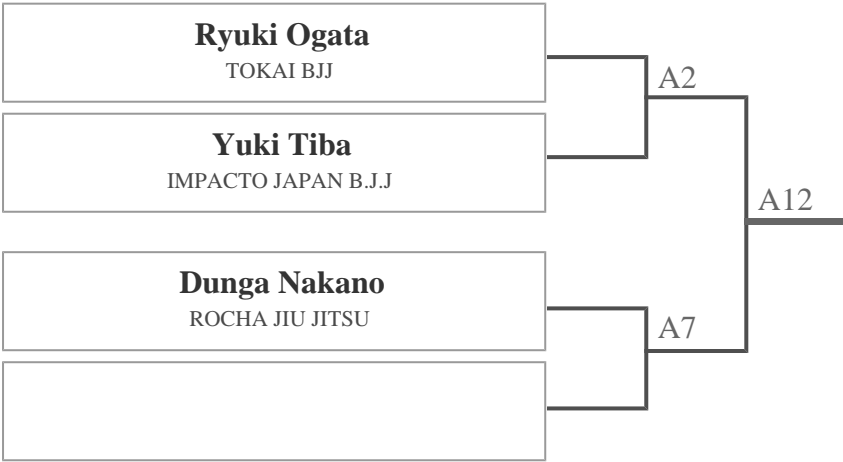 Ryuki Ogata
TOKAI BJJ
A2
Yuki Tiba
IMPACTO JAPAN B.J.J
A12
Dunga Nakano
ROCHA JIU JITSU
A7